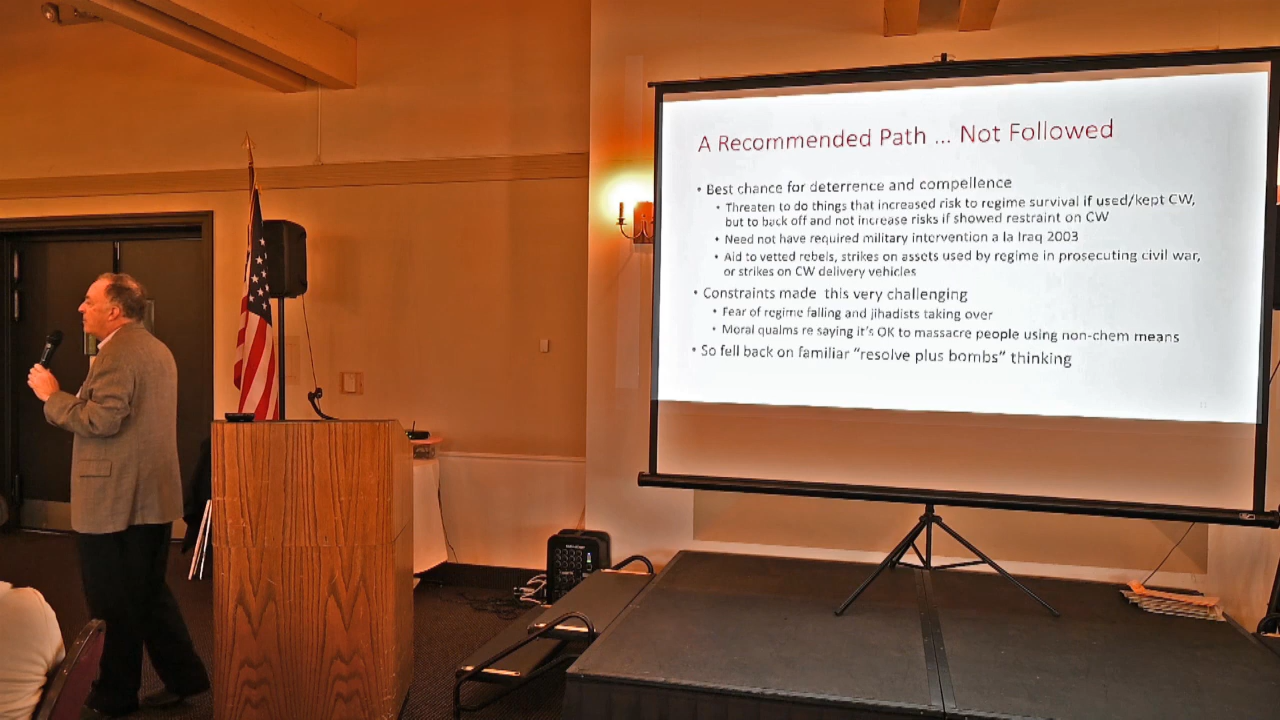 A Recommended Path ... Not Followed
• Best chance for deterrence and compellence
• Threaten to do things that increased risk to regime survival if used/kept CW,
but to back off and not increase risks if showed restraint on CW
• Need not have required military intervention a la Iraq 2003
• Aid to vetted rebels, strikes on assets used by regime in prosecuting civil war,
or strikes on CW delivery vehicles
• Constraints made this very challenging
• Fear of regime falling and jihadists taking over
• Moral qualms re saying it's OK to massacre people using non-chem means
• So fell back on familiar "resolve plus bombs" thinking